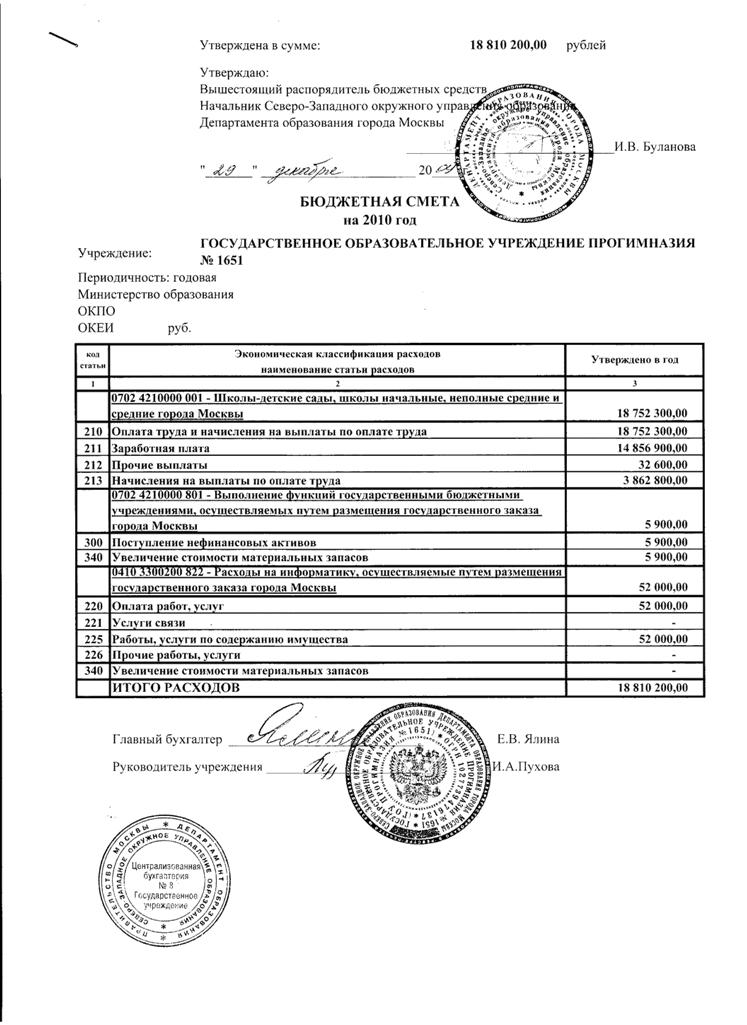 Утверждена в сумме: 18 810 200,00 рублей
Утверждаю:
Вышестоящий распорядитель бюджетных средств
Начальник Северо-Западного окружного управления образования
Департамента образования города Москвы
И.В. Буланова
" 29 " декабря 2009
БЮДЖЕТНАЯ СМЕТА
на 2010 год
Учреждение: ГОСУДАРСТВЕННОЕ ОБРАЗОВАТЕЛЬНОЕ УЧРЕЖДЕНИЕ ПРОГИМНАЗИЯ
№ 1651
Периодичность: годовая
Министерство образования
ОКПО
ОКЕИ руб.
код статьи Экономическая классификация расходов наименование статьи расходов Утверждено в год
1 2 3
0702 4210000 001 - Школы-детские сады, школы начальные, неполные средние и
средние города Москвы 18 752 300,00
210 Оплата труда и начисления на выплаты по оплате труда 18 752 300,00
211 Заработная плата 14 856 900,00
212 Прочие выплаты 32 600,00
213 Начисления на выплаты по оплате труда 3 862 800,00
0702 4210000 801 - Выполнение функций государственными бюджетными
учреждениями, осуществляемых путем размещения государственного заказа
города Москвы 5 900,00
300 Поступление нефинансовых активов 5 900,00
340 Увеличение стоимости материальных запасов 5 900,00
0410 3300200 822 - Расходы на информатику, осуществляемые путем размещения
государственного заказа города Москвы 52 000,00
220 Оплата работ, услуг 52 000,00
221 Услуги связи -
225 Работы, услуги по содержанию имущества 52 000,00
226 Прочие работы, услуги -
340 Увеличение стоимости материальных запасов -
ИТОГО РАСХОДОВ 18 810 200,00
Главный бухгалтер Е.В. Ялина
Руководитель учреждения И.А.Пухова
ПРАВИТЕЛЬСТВО МОСКВЫ * ДЕПАРТАМЕНТ ОБРАЗОВАНИЯ
СЕВЕРО-ЗАПАДНОЕ ОКРУЖНОЕ УПРАВЛЕНИЕ ОБРАЗОВАНИЯ
Централизованная
бухгалтерия
№ 8
Государственное
учреждение